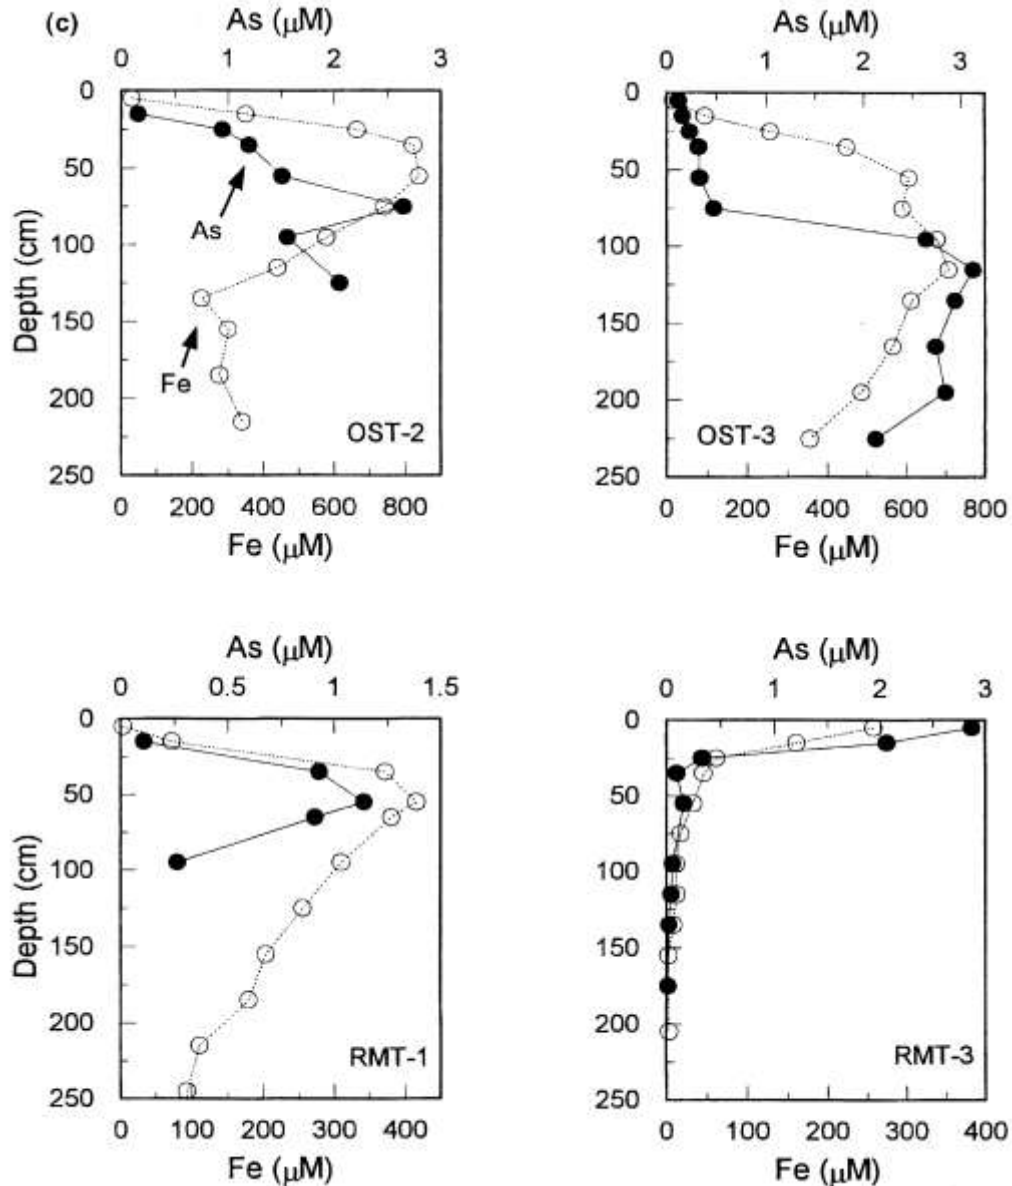 (c)
As (μM)
0 1 2 3
0
50
100
150
200
250
Depth (cm)
As
Fe
OST-2
0 200 400 600 800
Fe (μM)
As (μM)
0 1 2 3
0
50
100
150
200
250
OST-3
0 200 400 600 800
Fe (μM)
As (μM)
0 0.5 1 1.5
0
50
100
150
200
250
Depth (cm)
RMT-1
0 100 200 300 400
Fe (μM)
As (μM)
0 1 2 3
0
50
100
150
200
250
RMT-3
0 100 200 300 400
Fe (μM)